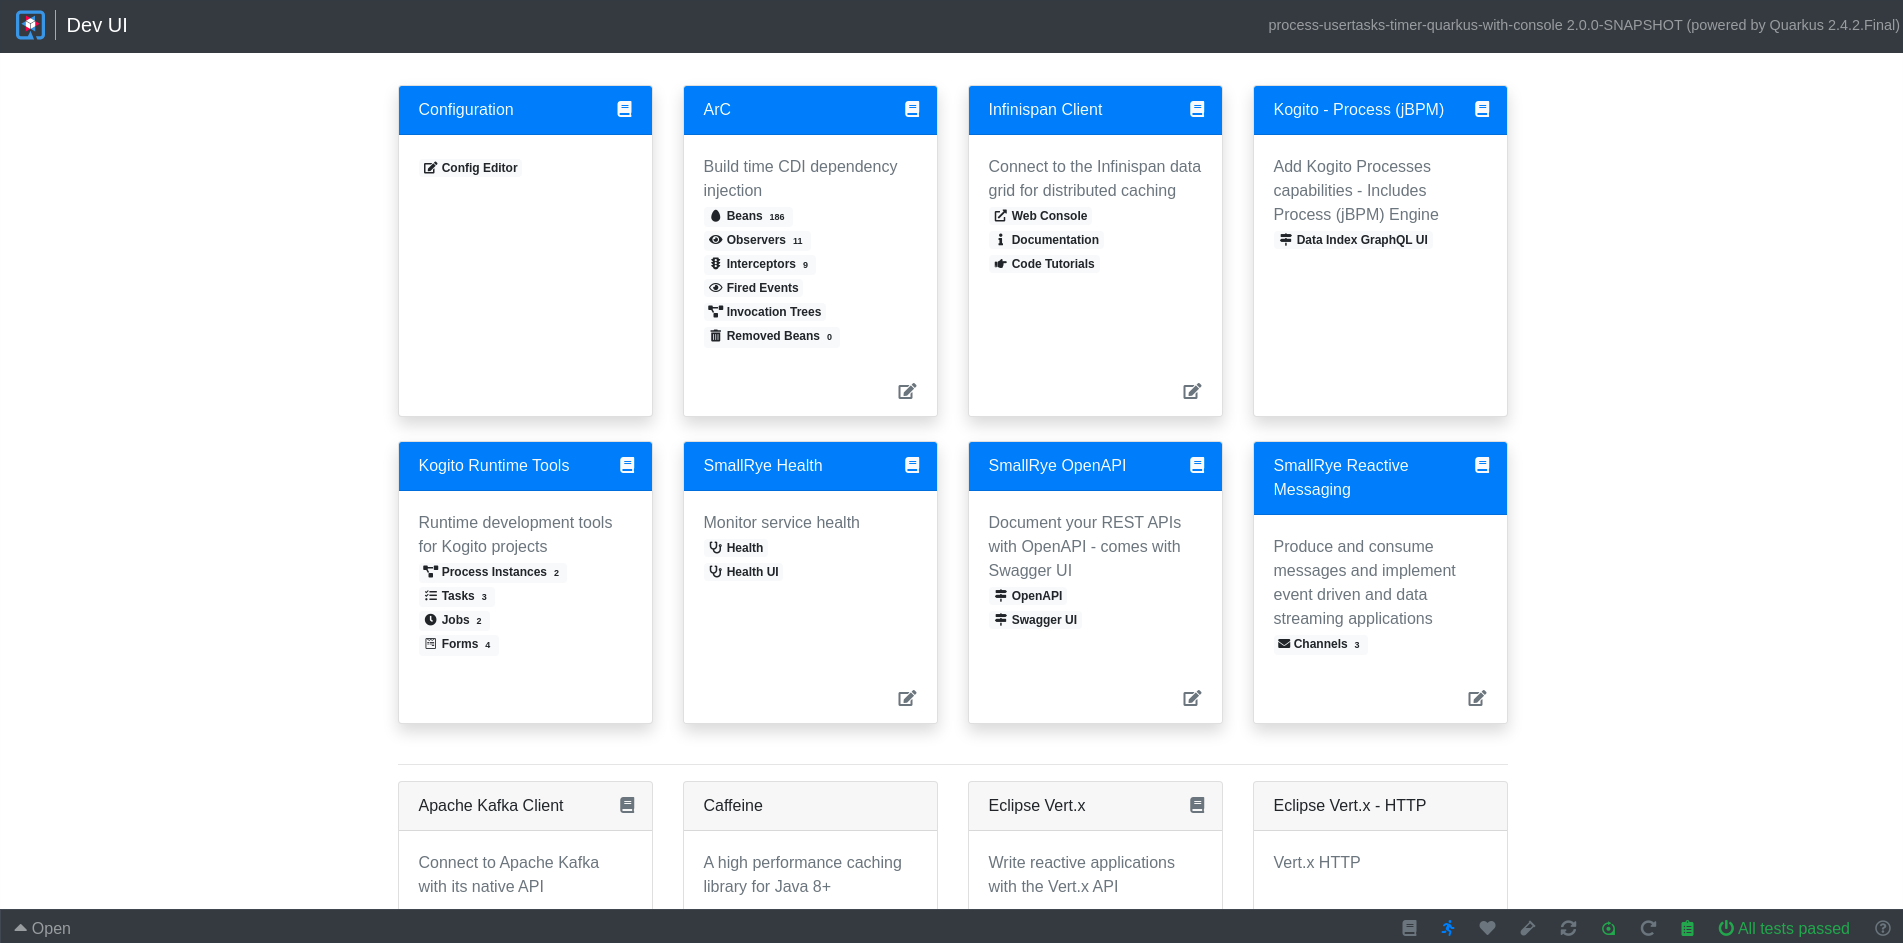 Dev UI
process-usertasks-timer-quarkus-with-console 2.0.0-SNAPSHOT (powered by Quarkus 2.4.2.Final)
Configuration
Config Editor
ArC
Build time CDI dependency
injection
Beans 186
Observers 11
Interceptors 9
Fired Events
Invocation Trees
Removed Beans 0
Infinispan Client
Connect to the Infinispan data
grid for distributed caching
Web Console
Documentation
Code Tutorials
Kogito - Process (jBPM)
Add Kogito Processes
capabilities - Includes
Process (jBPM) Engine
Data Index GraphQL UI
Kogito Runtime Tools
Runtime development tools
for Kogito projects
Process Instances 2
Tasks 3
Jobs 2
Forms 4
SmallRye Health
Monitor service health
Health
Health UI
SmallRye OpenAPI
Document your REST APIs
with OpenAPI - comes with
Swagger UI
OpenAPI
Swagger UI
SmallRye Reactive
Messaging
Produce and consume
messages and implement
event driven and data
streaming applications
Channels 3
Apache Kafka Client
Connect to Apache Kafka
with its native API
Caffeine
A high performance caching
library for Java 8+
Eclipse Vert.x
Write reactive applications
with the Vert.x API
Eclipse Vert.x - HTTP
Vert.x HTTP
Open
All tests passed